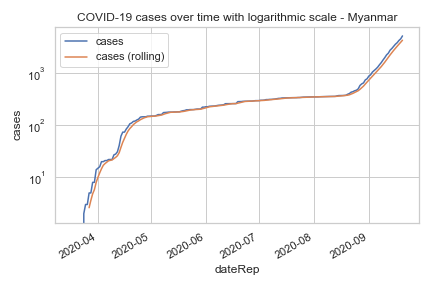 COVID-19 cases over time with logarithmic scale - Myanmar
cases
cases (rolling)
10³
10²
10¹
cases
2020-04
2020-05
2020-06
2020-07
2020-08
2020-09
dateRep